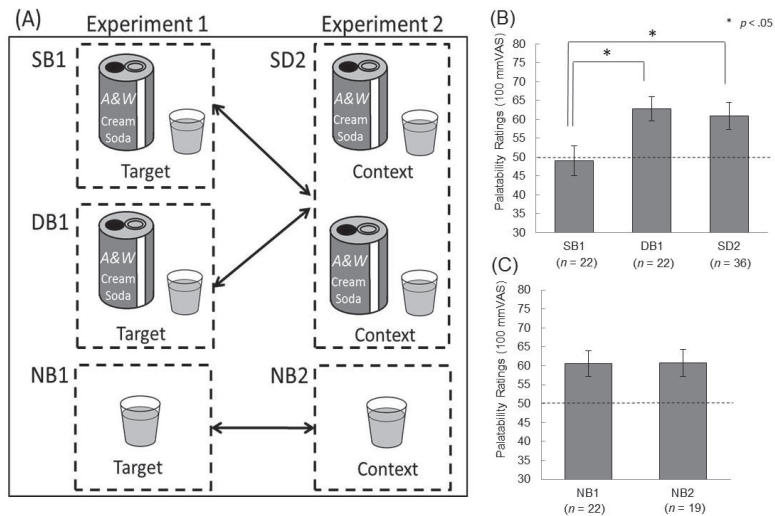 (A)
Experiment 1
Experiment 2
SB1
A&W
Cream
Soda
Target
SD2
A&W
Cream
Soda
Context
DB1
A&W
Cream
Soda
Target
A&W
Cream
Soda
Context
NB1
Target
NB2
Context
(B)
* p < .05
Palatability Ratings (100 mmVAS)
80
75
70
65
60
55
50
45
40
35
30
*
*
SB1
(n = 22)
DB1
(n = 22)
SD2
(n = 36)
(C)
Palatability Ratings (100 mmVAS)
80
75
70
65
60
55
50
45
40
35
30
NB1
(n = 22)
NB2
(n = 19)